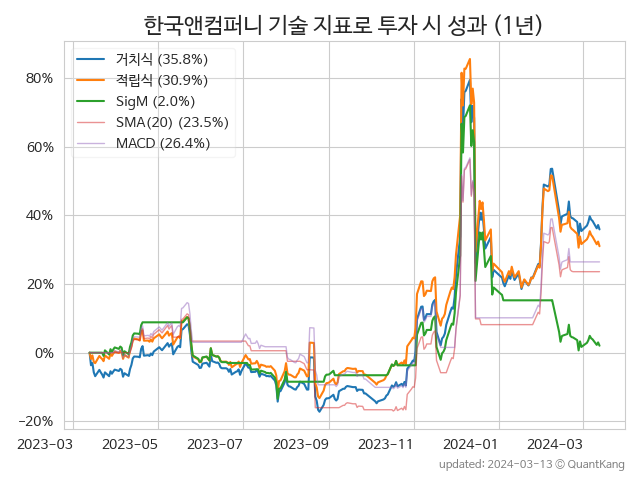 한국앤컴퍼니 기술 지표로 투자 시 성과 (1년)
거치식 (35.8%)
적립식 (30.9%)
SigM (2.0%)
SMA(20) (23.5%)
MACD (26.4%)
80%
60%
40%
20%
0%
−20%
2023-03 2023-05 2023-07 2023-09 2023-11 2024-01 2024-03
updated: 2024-03-13 © QuantKang